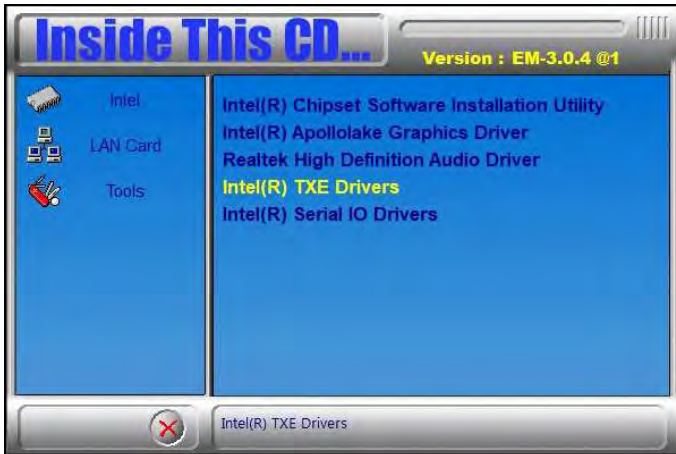 Inside This CD...
Version : EM-3.0.4 @1
Intel
LAN Card
Tools
Intel(R) Chipset Software Installation Utility
Intel(R) Apollolake Graphics Driver
Realtek High Definition Audio Driver
Intel(R) TXE Drivers
Intel(R) Serial IO Drivers
Intel(R) TXE Drivers